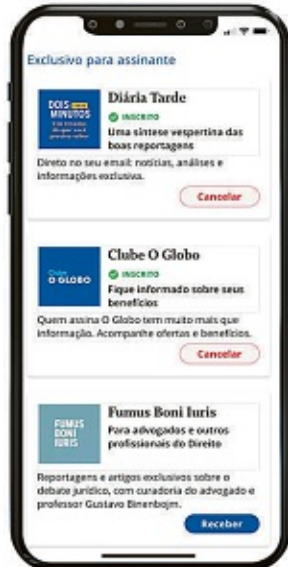 Exclusivo para assinante
DOIS
MINUTOS
Diária Tarde
INSCRITO
Uma síntese vespertina das
boas reportagens
Direto no seu email: notícias, análises e
informações exclusiva.
Cancelar
Clube
O GLOBO
Clube O Globo
INSCRITO
Fique informado sobre seus
benefícios
Quem assina O Globo tem muito mais que
informação. Acompanhe ofertas e benefícios.
Cancelar
FUMUS
BONI
IURIS
Fumus Boni Iuris
Para advogados e outros
profissionais do Direito
Reportagens e artigos exclusivos sobre o
debate jurídico, com curadoria do advogado e
professor Gustavo Binenbojm.
Receber